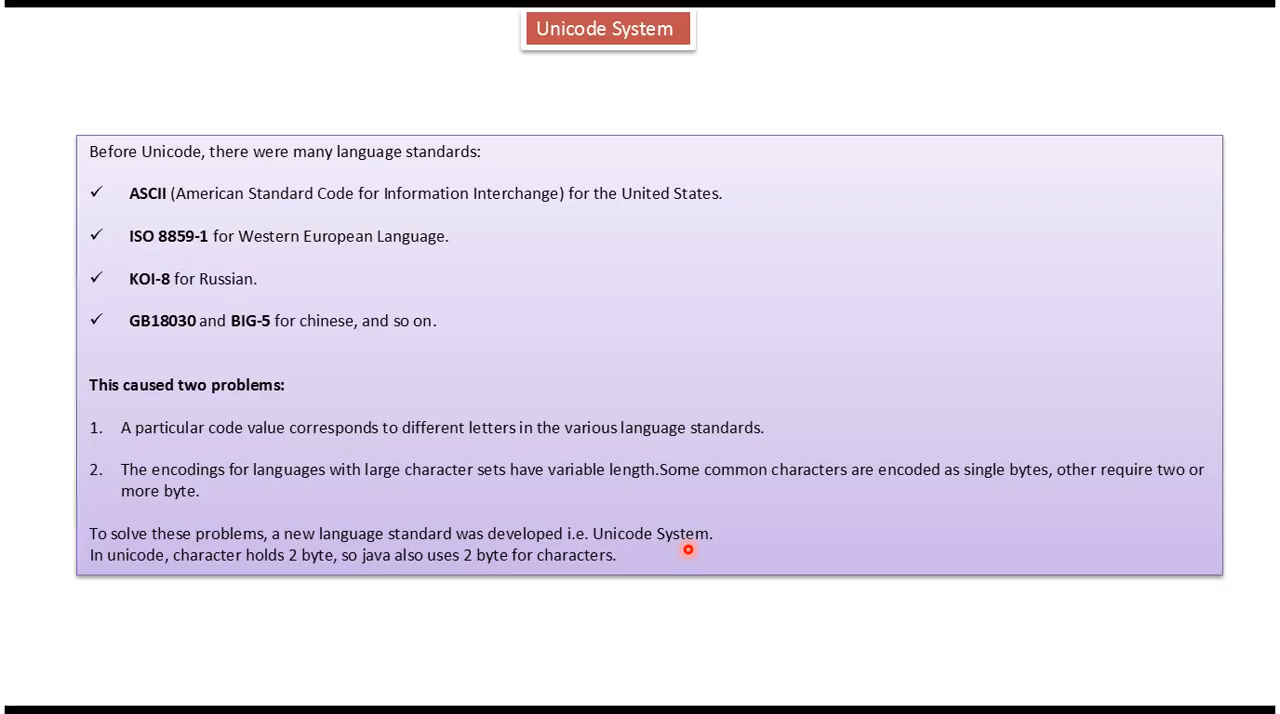 Unicode System
Before Unicode, there were many language standards:
✓ ASCII (American Standard Code for Information Interchange) for the United States.
✓ ISO 8859-1 for Western European Language.
✓ KOI-8 for Russian.
✓ GB18030 and BIG-5 for chinese, and so on.
This caused two problems:
1. A particular code value corresponds to different letters in the various language standards.
2. The encodings for languages with large character sets have variable length.Some common characters are encoded as single bytes, other require two or
more byte.
To solve these problems, a new language standard was developed i.e. Unicode System.
In unicode, character holds 2 byte, so java also uses 2 byte for characters.